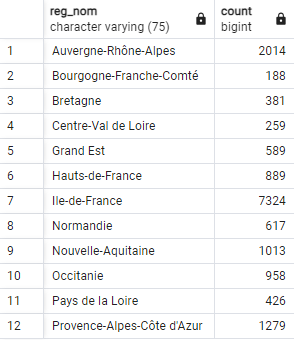 reg_nom count
character varying (75) bigint
1 Auvergne-Rhône-Alpes 2014
2 Bourgogne-Franche-Comté 188
3 Bretagne 381
4 Centre-Val de Loire 259
5 Grand Est 589
6 Hauts-de-France 889
7 Ile-de-France 7324
8 Normandie 617
9 Nouvelle-Aquitaine 1013
10 Occitanie 958
11 Pays de la Loire 426
12 Provence-Alpes-Côte d'Azur 1279